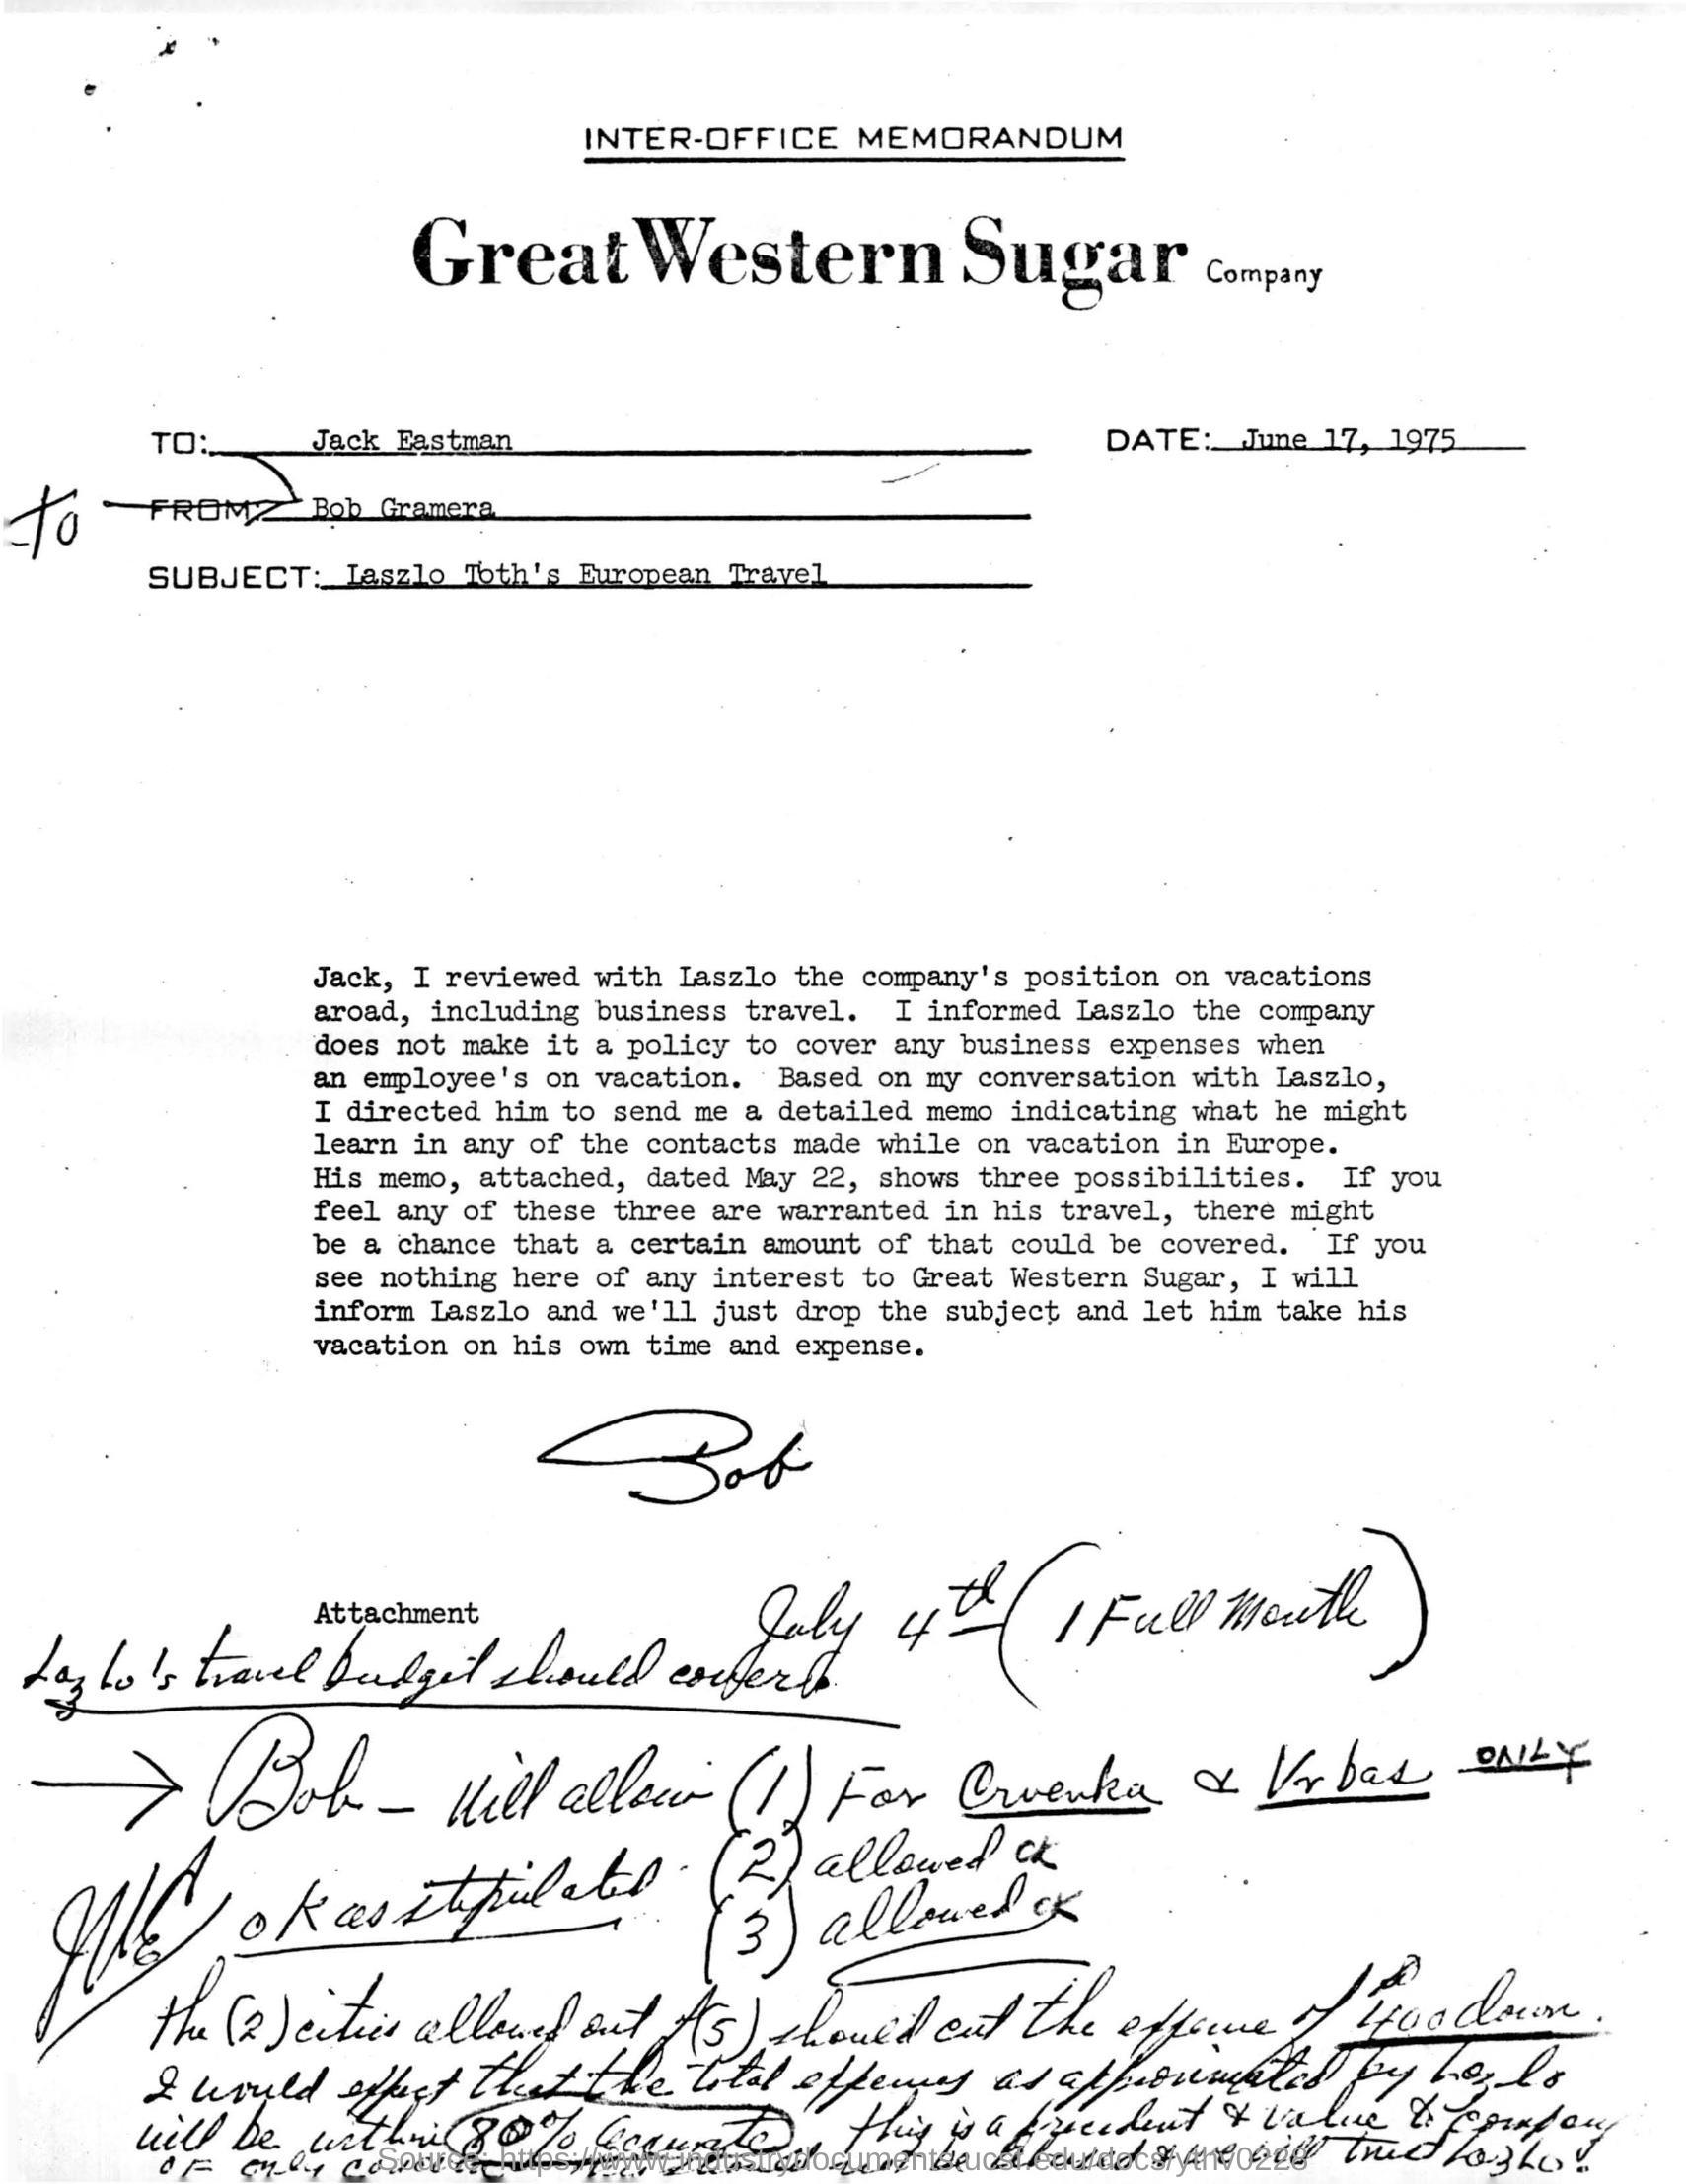 INTER-OFFICE MEMORANDUM
Great Western Sugar Company
TO: Jack Eastman DATE: June 17, 1975
to FROM: Bob Gramera
SUBJECT: Laszlo Toth's European Travel
Jack, I reviewed with Laszlo the company's position on vacations
aroad, including business travel. I informed Laszlo the company
does not make it a policy to cover any business expenses when
an employee's on vacation. Based on my conversation with Laszlo,
I directed him to send me a detailed memo indicating what he might
learn in any of the contacts made while on vacation in Europe.
His memo, attached, dated May 22, shows three possibilities. If you
feel any of these three are warranted in his travel, there might
be a chance that a certain amount of that could be covered. If you
see nothing here of any interest to Great Western Sugar, I will
inform Laszlo and we'll just drop the subject and let him take his
vacation on his own time and expense.
Bob
Attachment July 4th (1 Full Month)
Lazlo's travel budget should cover
Bob - Will allow (1) For Crvenka & Vrbas ONLY
ok as stipulated (2) allowed ok
(3) allowed ok
The (2) cities allowed out of (5) should cut the expense of 400 down.
I would expect that the total expenses as approximated by Lazlo
will be within 80% accurate. This is a precedent & value to company
of only
trust Lazlo!
Source: https://www.industrydocuments.ucsf.edu/docs/ythv0228